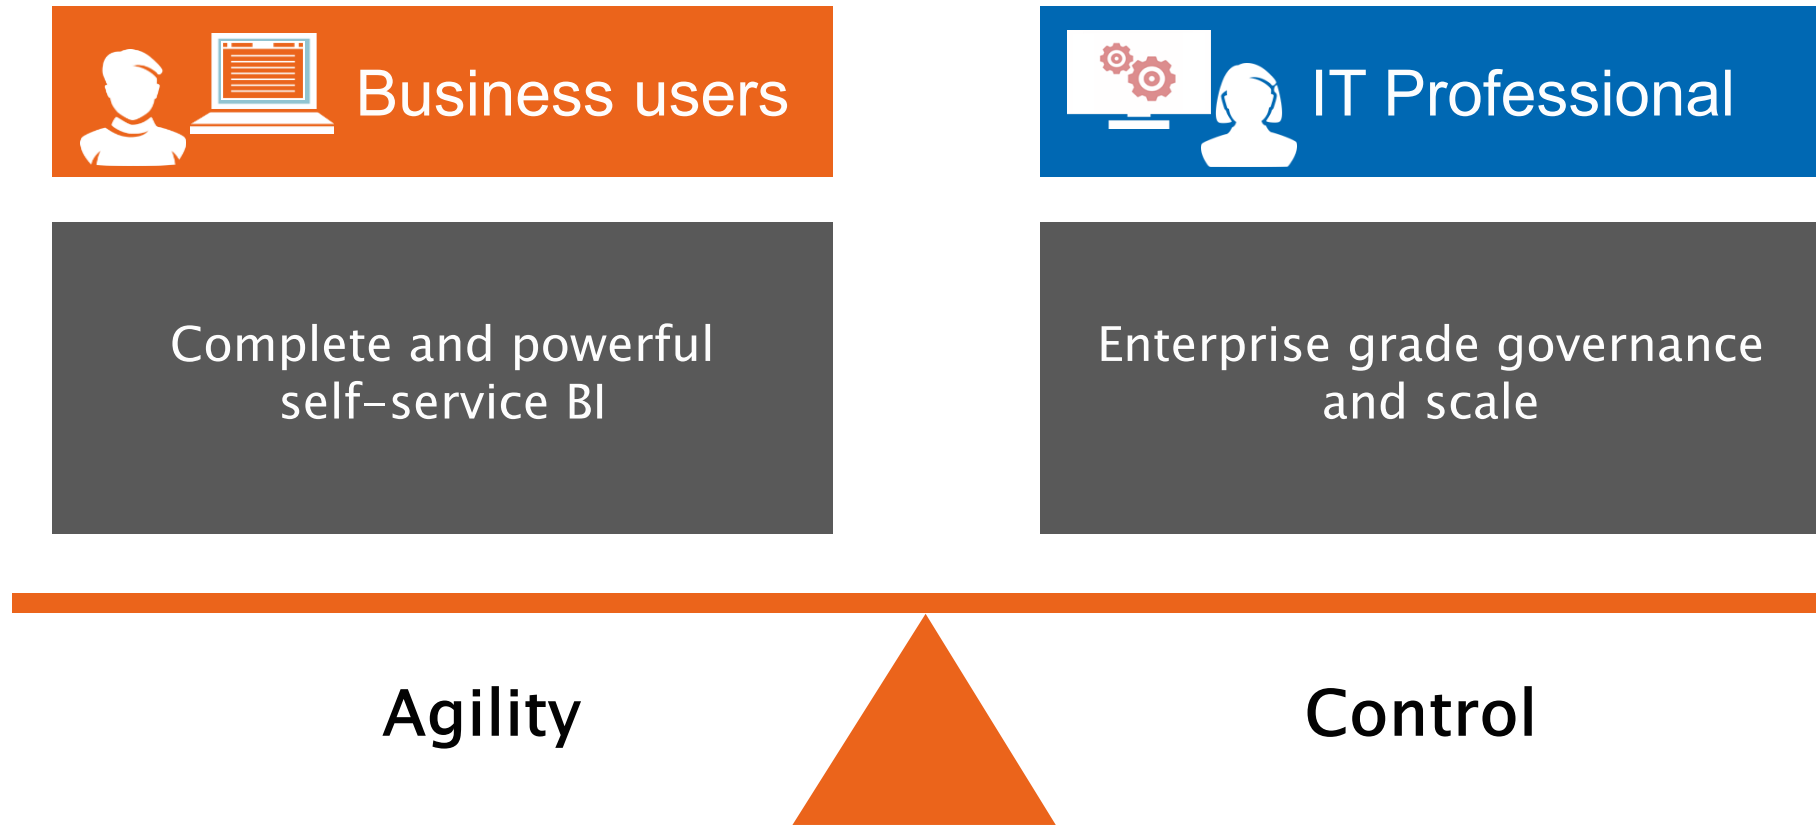 Business users
IT Professional
Complete and powerful
self-service BI
Enterprise grade governance
and scale
Agility
Control